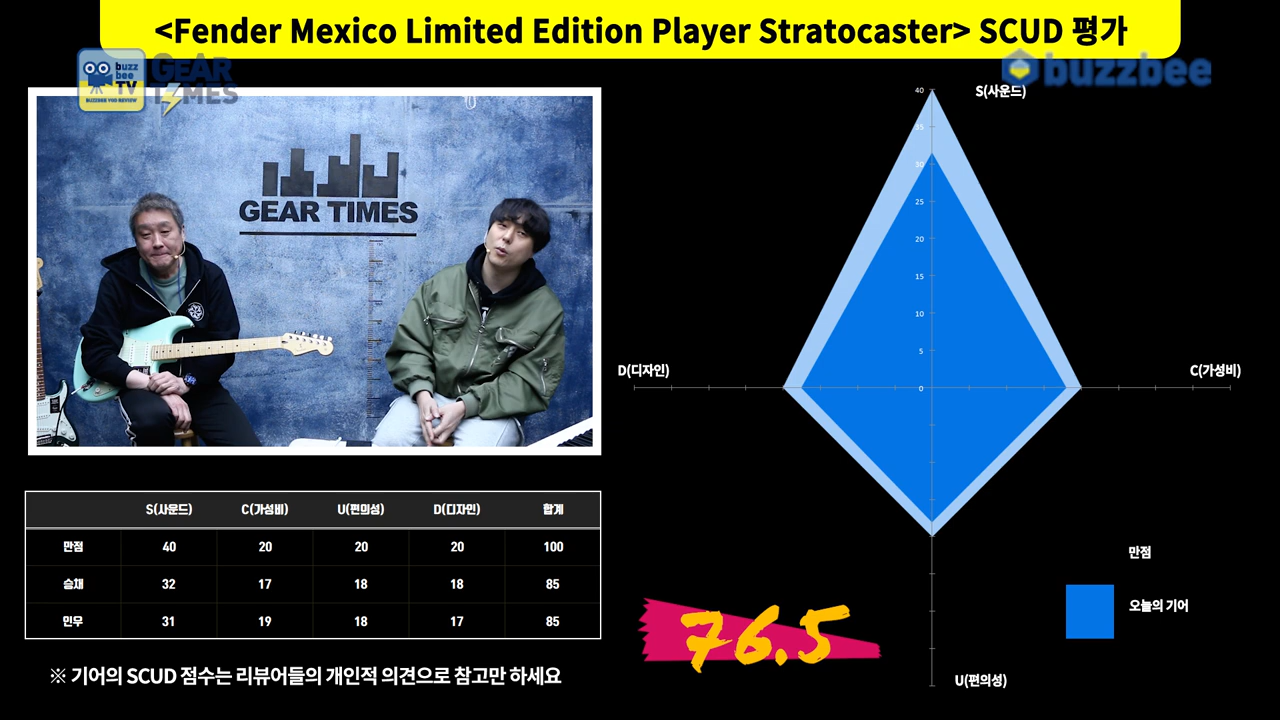 <Fender Mexico Limited Edition Player Stratocaster> SCUD 평가
buzz
bee
TV
BUZZBEE YOU REVIEW
GEAR
TIMES
buzzbee
GEAR TIMES
S(사운드)
40
35
30
25
20
15
10
5
0
D(디자인)
C(가성비)
U(편의성)
만점
오늘의 기어
S(사운드) C(가성비) U(편의성) D(디자인) 합계
만점 40 20 20 20 100
승채 32 17 18 18 85
민우 31 19 18 17 85
76.5
※ 기어의 SCUD 점수는 리뷰어들의 개인적 의견으로 참고만 하세요